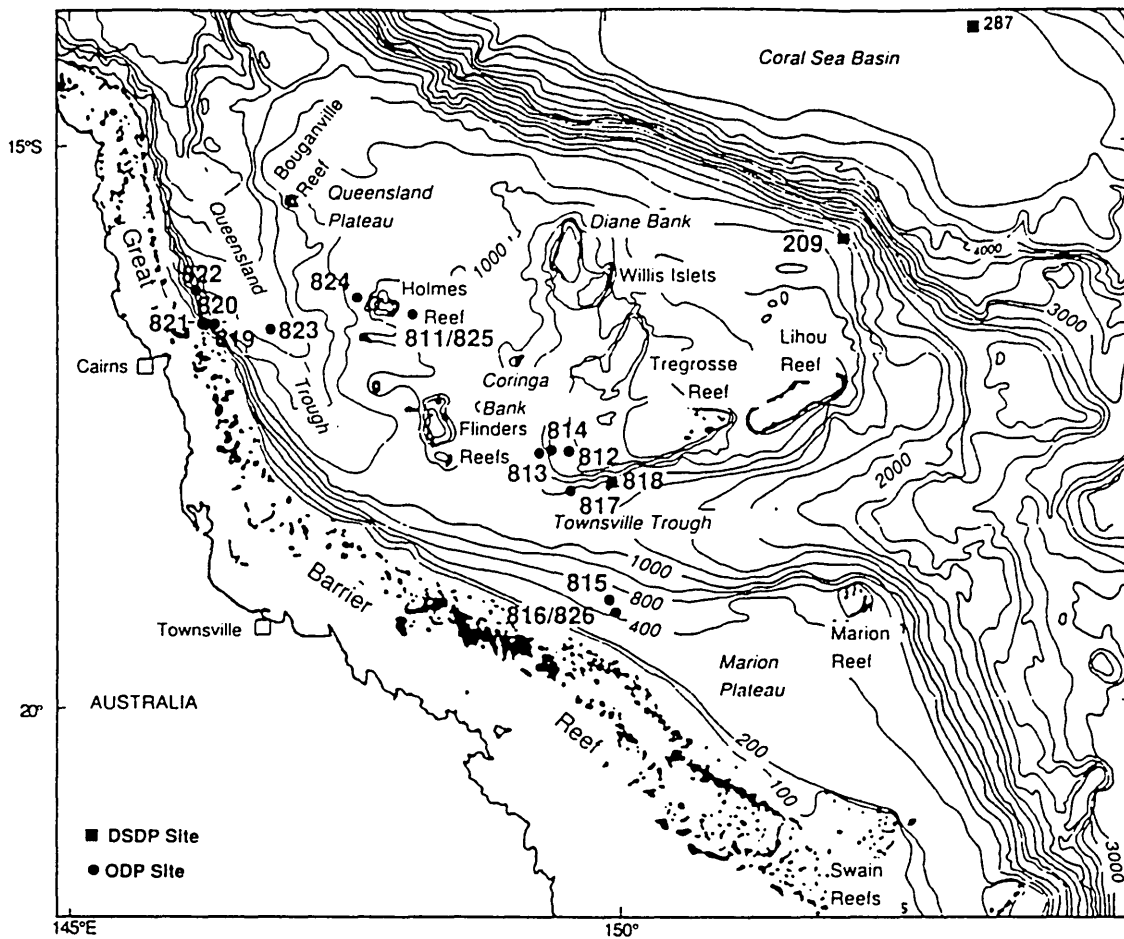 287
Coral Sea Basin
15°S
Bouganville
Reef
Queensland
Plateau
Diane Bank
209
4000
Great
Queensland
1000
Willis Islets
822
824
Holmes
Reef
3000
820
821
819
823
811/825
Lihou
Reef
Cairns
Trough
Coringa
Bank
Tregrosse
Reef
Flinders
Reefs
814
812
813
818
817
2000
Townsville Trough
1000
815
800
Barrier
816/826
400
Townsville
Marion
Reef
Marion
Plateau
AUSTRALIA
20°
Reef
200
100
DSDP Site
ODP Site
Swain
Reefs
3000
s
145°E
150°